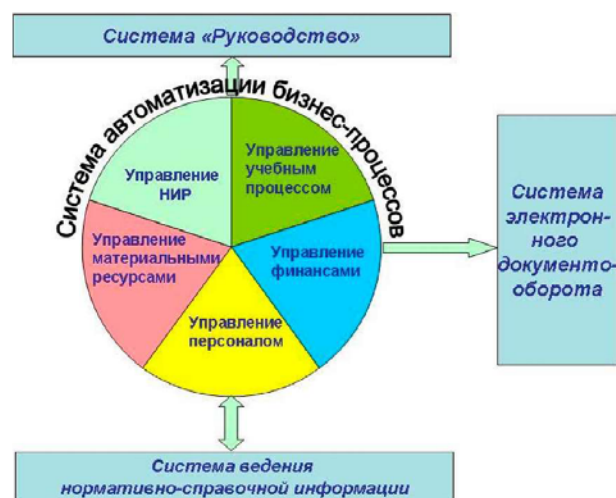 Система «Руководство»
Система автоматизации бизнес-процессов
Управление
НИР
Управление
учебным
процессом
Управление
материальными
ресурсами
Управление
финансами
Управление
персоналом
Система
электрон-
ного
документо-
оборота
Система ведения
нормативно-справочной информации